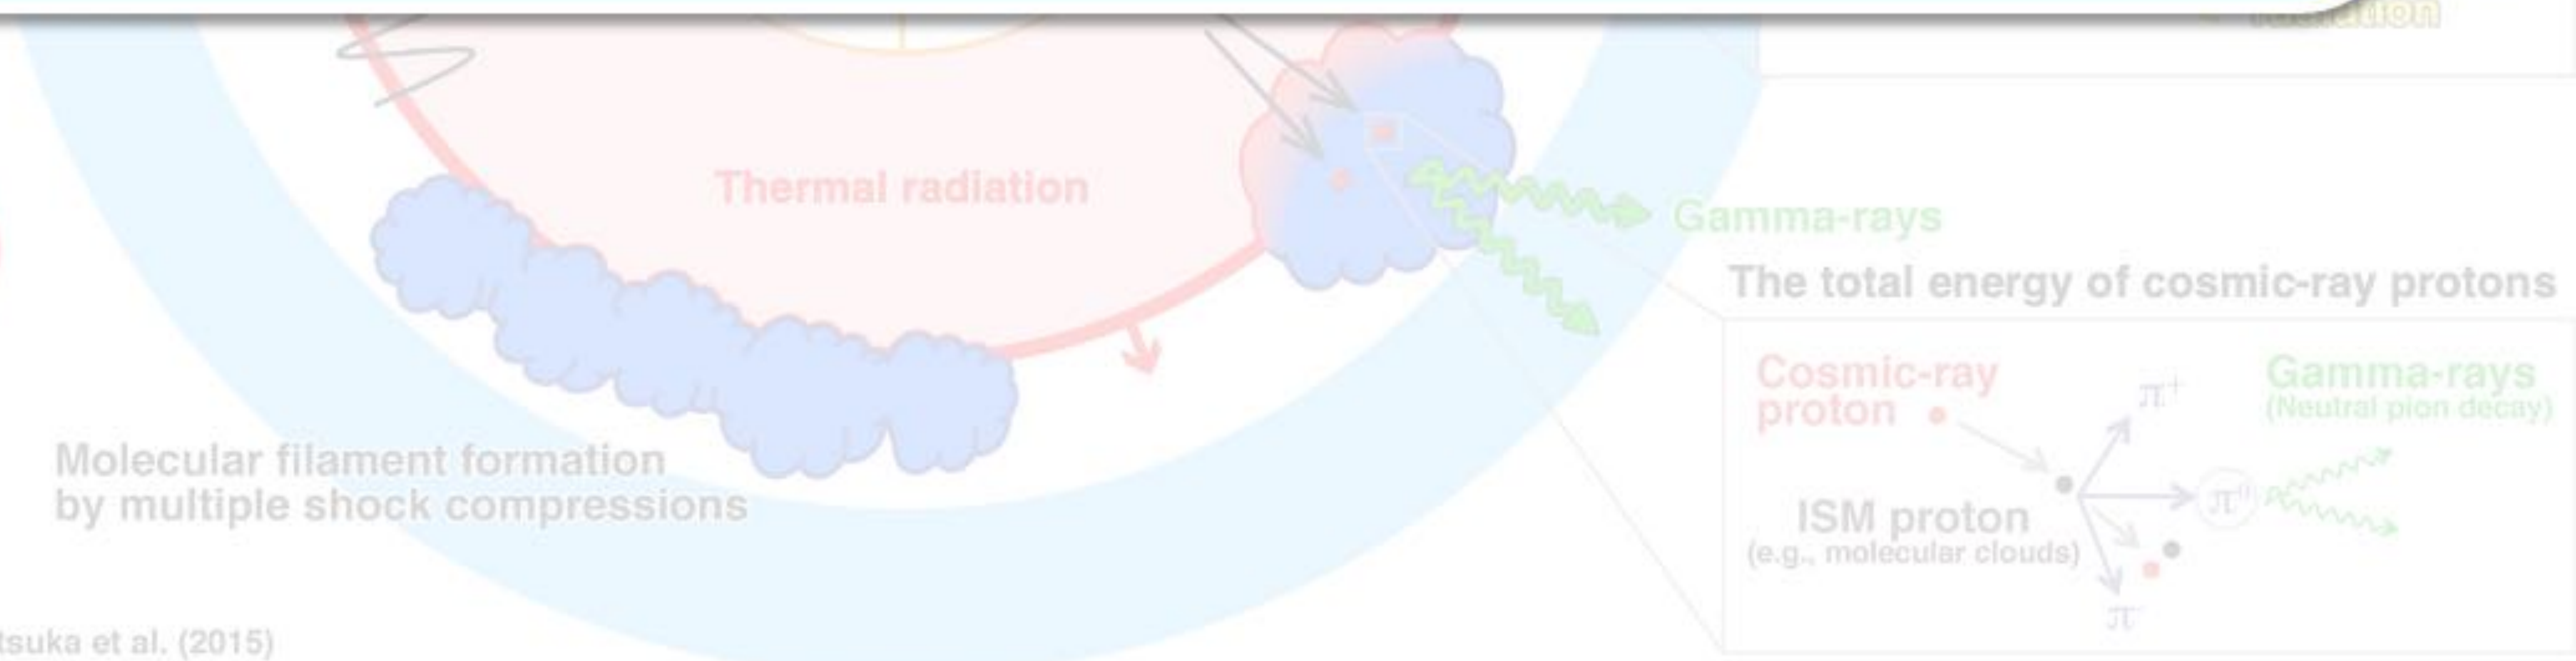 Thermal radiation
Gamma-rays
The total energy of cosmic-ray protons
Cosmic-ray
proton
π⁺
Gamma-rays
(Neutral pion decay)
Molecular filament formation
by multiple shock compressions
ISM proton
(e.g., molecular clouds)
π⁰
π⁻
tsuka et al. (2015)